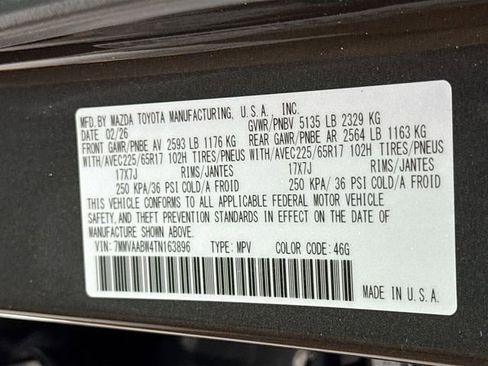 MFD.BY MAZDA TOYOTA MANUFACTURING, U.S.A., INC.
DATE 02/26 GVWR/PNBV 5135 LB 2329 KG
FRONT GAWR/PNBE AV 2593 LB 1176 KG REAR GAWR/PNBE AR 2564 LB 1163 KG
WITH/AVEC225/65R17 102H TIRES/PNEUS WITH/AVEC225/65R17 102H TIRES/PNEUS
17X7J RIMS/JANTES 17X7J RIMS/JANTES
250 KPA/36 PSI COLD/A FROID 250 KPA/36 PSI COLD/A FROID
THIS VEHICLE CONFORMS TO ALL APPLICABLE FEDERAL MOTOR VEHICLE
SAFETY,AND THEFT PREVENTION STANDARDS IN EFFECT ON THE DATE OF
MANUFACTURE SHOWN ABOVE.
VIN: 7MMVAABW4TN163896 TYPE: MPV COLOR CODE: 46G
MADE IN U.S.A.